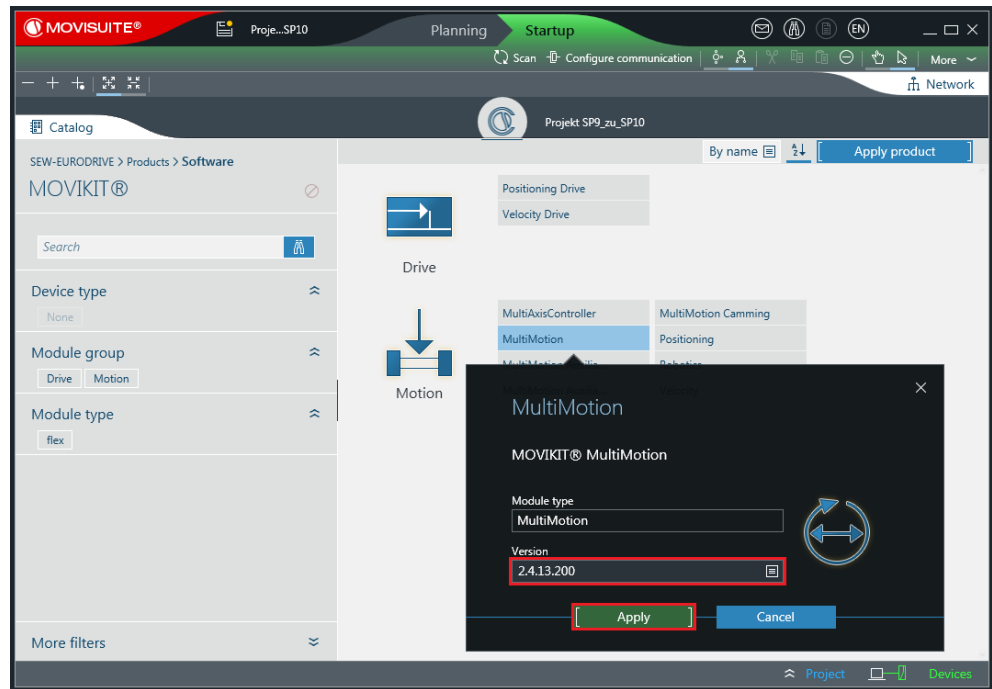 MOVISUITE®
Proje...SP10
Planning
Startup
EN
Scan
Configure communication
More
Network
Catalog
Projekt SP9_zu_SP10
SEW-EURODRIVE > Products > Software
By name
Apply product
MOVIKIT®
Search
Device type
None
Module group
Drive Motion
Module type
flex
More filters
Positioning Drive
Velocity Drive
Drive
MultiAxisController
MultiMotion Camming
MultiMotion
Positioning
Motion
MultiMotion
MOVIKIT® MultiMotion
Module type
MultiMotion
Version
2.4.13.200
Apply
Cancel
Project
Devices